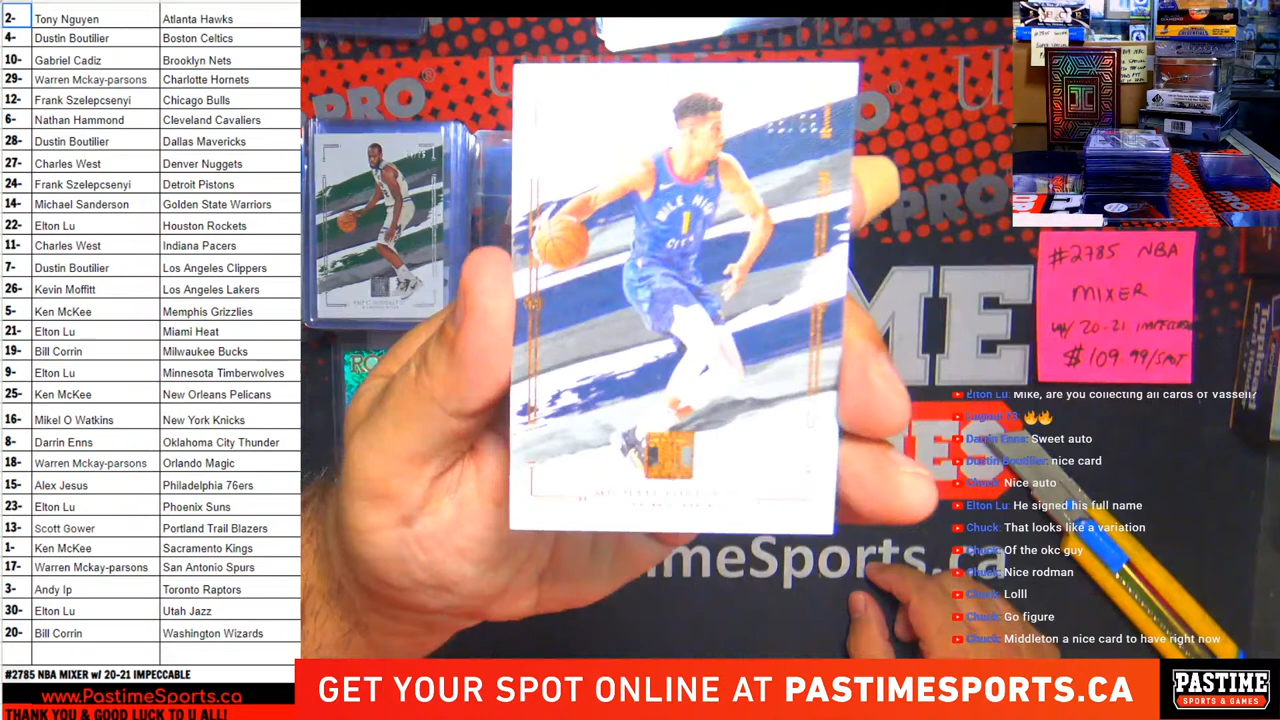 2- Tony Nguyen Atlanta Hawks
4- Dustin Boutilier Boston Celtics
10- Gabriel Cadiz Brooklyn Nets
29- Warren Mckay-parsons Charlotte Hornets
12- Frank Szelepcsenyi Chicago Bulls
6- Nathan Hammond Cleveland Cavaliers
28- Dustin Boutilier Dallas Mavericks
27- Charles West Denver Nuggets
24- Frank Szelepcsenyi Detroit Pistons
14- Michael Sanderson Golden State Warriors
22- Elton Lu Houston Rockets
11- Charles West Indiana Pacers
7- Dustin Boutilier Los Angeles Clippers
26- Kevin Moffitt Los Angeles Lakers
5- Ken McKee Memphis Grizzlies
21- Elton Lu Miami Heat
19- Bill Corrin Milwaukee Bucks
9- Elton Lu Minnesota Timberwolves
25- Ken McKee New Orleans Pelicans
16- Mikel O Watkins New York Knicks
8- Darrin Enns Oklahoma City Thunder
18- Warren Mckay-parsons Orlando Magic
15- Alex Jesus Philadelphia 76ers
23- Elton Lu Phoenix Suns
13- Scott Gower Portland Trail Blazers
1- Ken McKee Sacramento Kings
17- Warren Mckay-parsons San Antonio Spurs
3- Andy Ip Toronto Raptors
30- Elton Lu Utah Jazz
20- Bill Corrin Washington Wizards
#2785 NBA MIXER w/ 20-21 IMPECCABLE
www.PastimeSports.ca
THANK YOU & GOOD LUCK TO U ALL!
PRO
MILE HIGH
1
CITY
#2785 NBA
MIXER
w/ 20-21 IMPECCABLE
$109.99/SPOT
Elton Lu: Mike, are you collecting all cards of Vassell?
🔥🔥
Darrin Enns: Sweet auto
Dustin Boutilier: nice card
Chuck: Nice auto
Elton Lu: He signed his full name
Chuck: That looks like a variation
Chuck: Of the okc guy
Chuck: Nice rodman
Chuck: Lolll
Chuck: Go figure
Chuck: Middleton a nice card to have right now
imeSports.ca
GET YOUR SPOT ONLINE AT PASTIMESPORTS.CA
PASTIME
SPORTS & GAMES